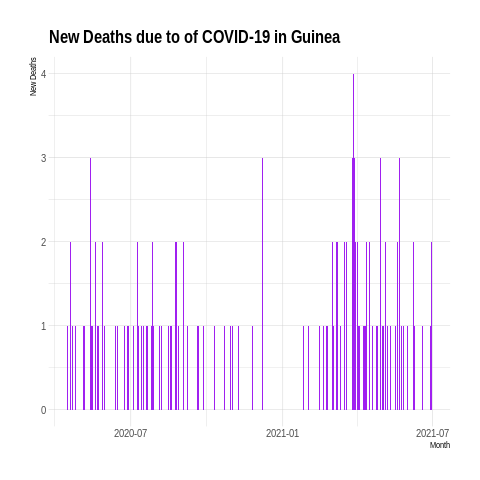 New Deaths due to of COVID-19 in Guinea
New Deaths
4
3
2
1
0
2020-07
2021-01
2021-07
Month